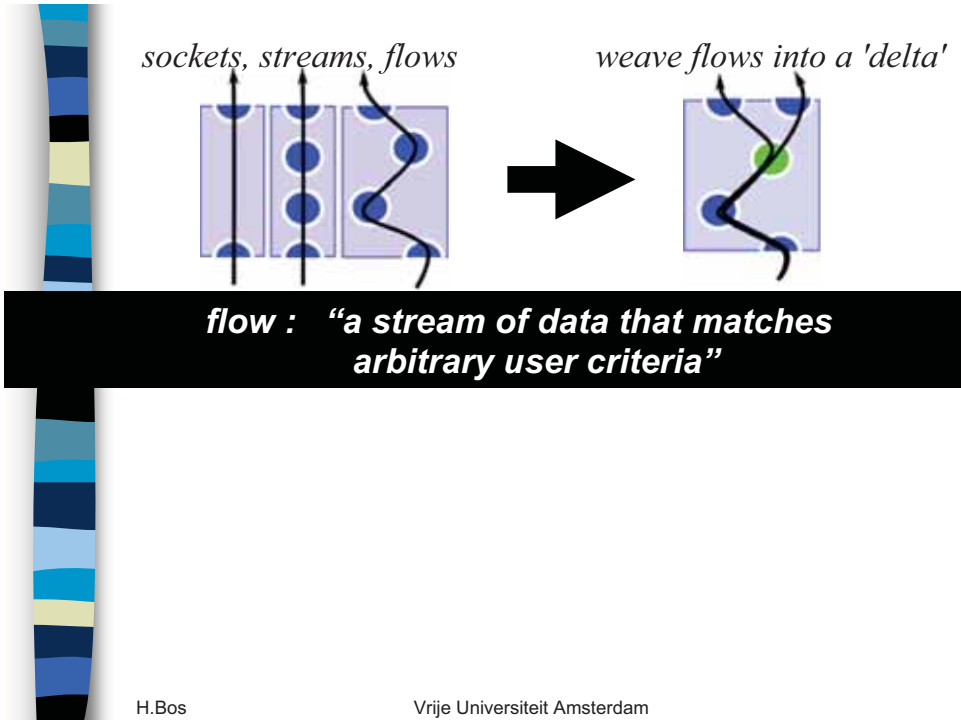 sockets, streams, flows
weave flows into a 'delta'
flow : “a stream of data that matches
arbitrary user criteria”
H.Bos
Vrije Universiteit Amsterdam